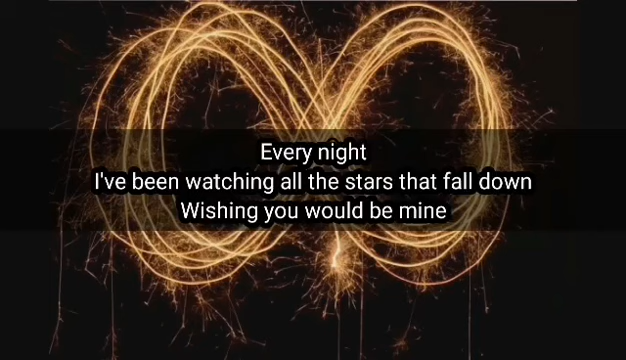 Every night
I've been watching all the stars that fall down
Wishing you would be mine